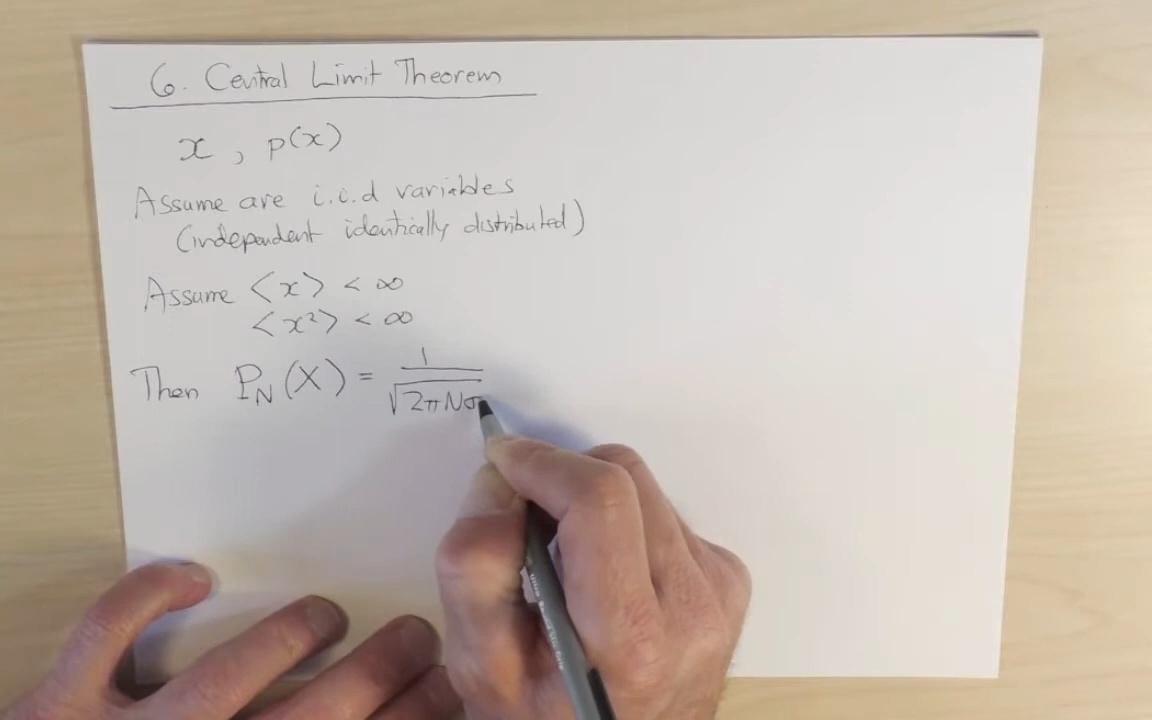 6. Central Limit Theorem
x , p(x)
Assume are i.i.d variables
(independent identically distributed)
Assume <x> < ∞
<x²> < ∞
Then P_N(X) = 1/√2πNσ